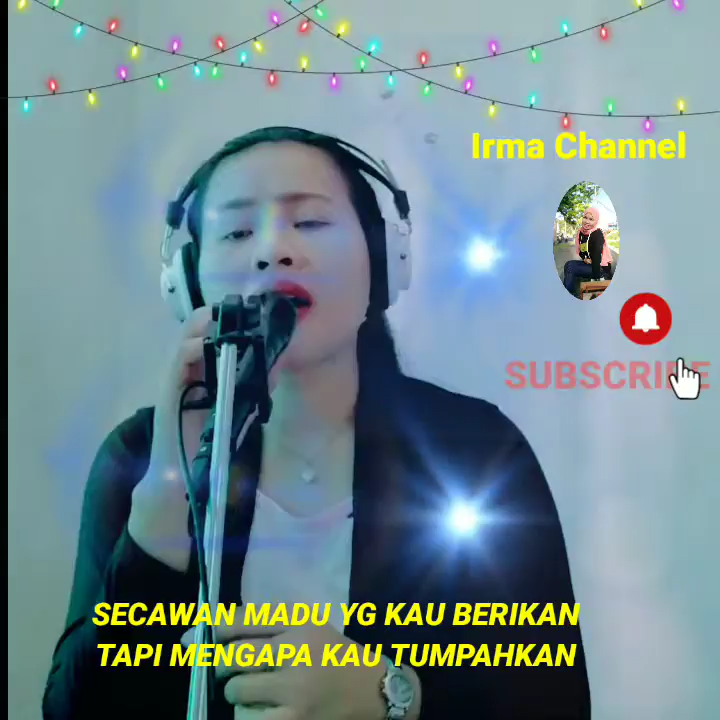 Irma Channel
SUBSCRIBE
SECAWAN MADU YG KAU BERIKAN
TAPI MENGAPA KAU TUMPAHKAN